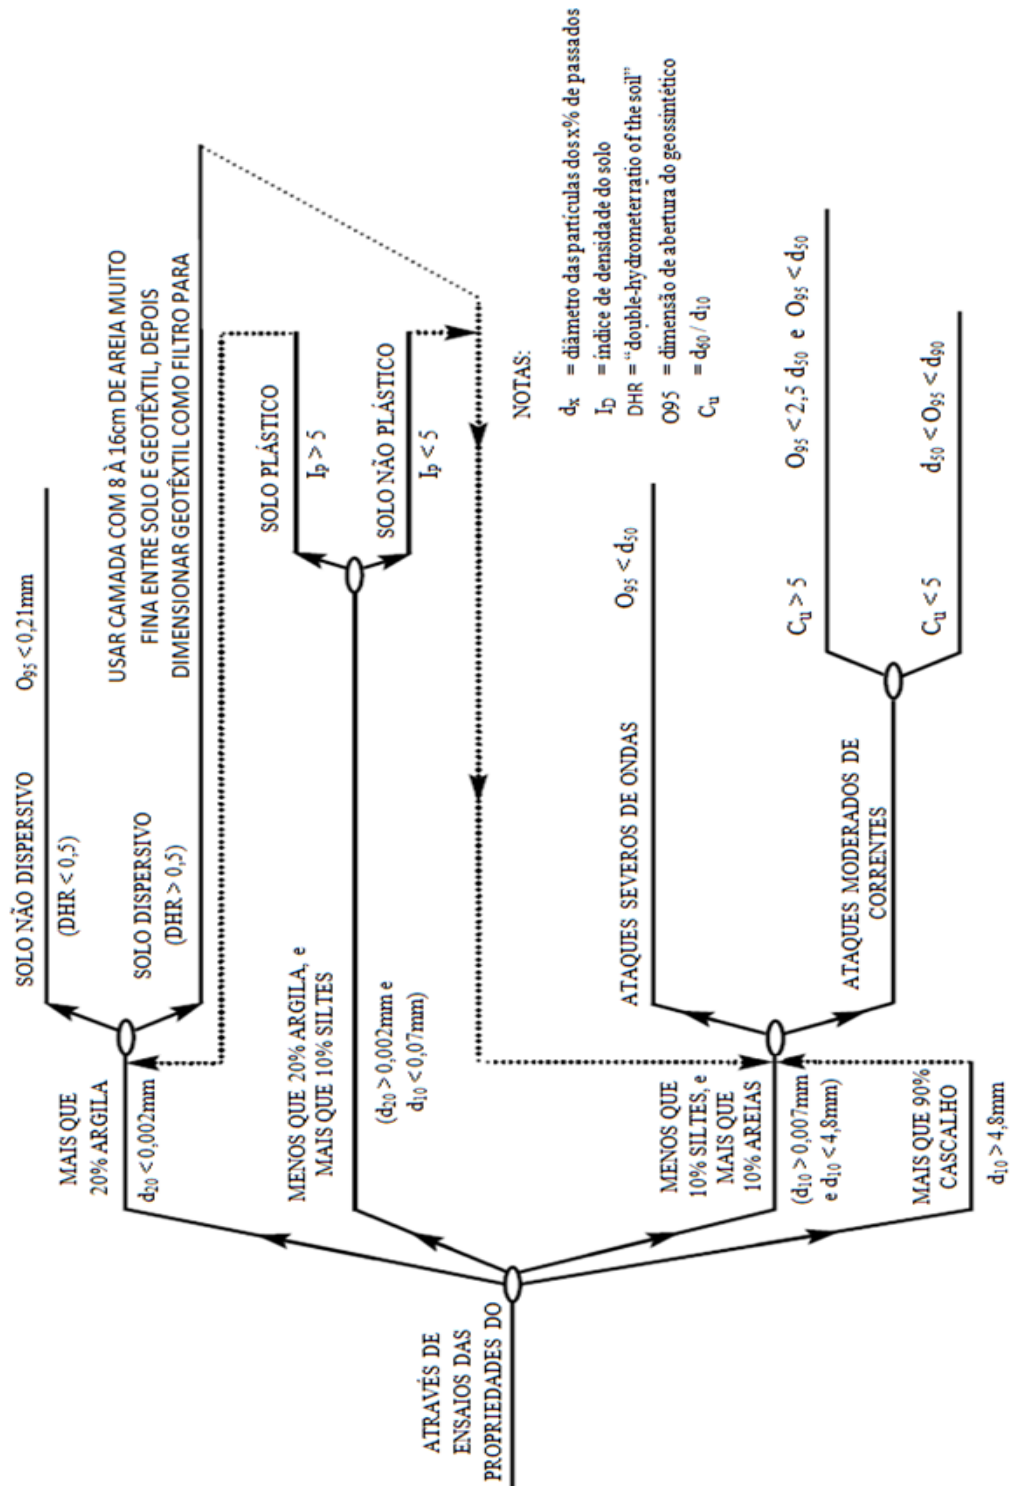 ATRAVÉS DE
ENSAIOS DAS
PROPRIEDADES DO
MAIS QUE
20% ARGILA
d20 < 0,002mm
SOLO NÃO DISPERSIVO
(DHR < 0,5)
O95 < 0,21mm
SOLO DISPERSIVO
(DHR > 0,5)
USAR CAMADA COM 8 À 16cm DE AREIA MUITO
FINA ENTRE SOLO E GEOTÊXTIL, DEPOIS
DIMENSIONAR GEOTÊXTIL COMO FILTRO PARA
MENOS QUE 20% ARGILA, e
MAIS QUE 10% SILTES
(d20 > 0,002mm e
d10 < 0,07mm)
SOLO PLÁSTICO
Ip > 5
SOLO NÃO PLÁSTICO
Ip < 5
MENOS QUE
10% SILTES, e
MAIS QUE
10% AREIAS
(d10 > 0,007mm
e d10 < 4,8mm)
ATAQUES SEVEROS DE ONDAS
O95 < d50
ATAQUES MODERADOS DE
CORRENTES
Cu > 5
O95 < 2,5 d50 e O95 < d50
Cu < 5
d50 < O95 < d90
MAIS QUE 90%
CASCALHO
d10 > 4,8mm
NOTAS:
dx = diâmetro das partículas dos x% de passados
ID = índice de densidade do solo
DHR = "double-hydrometerratio of the soil"
O95 = dimensão de abertura do geossintético
Cu = d60 / d10